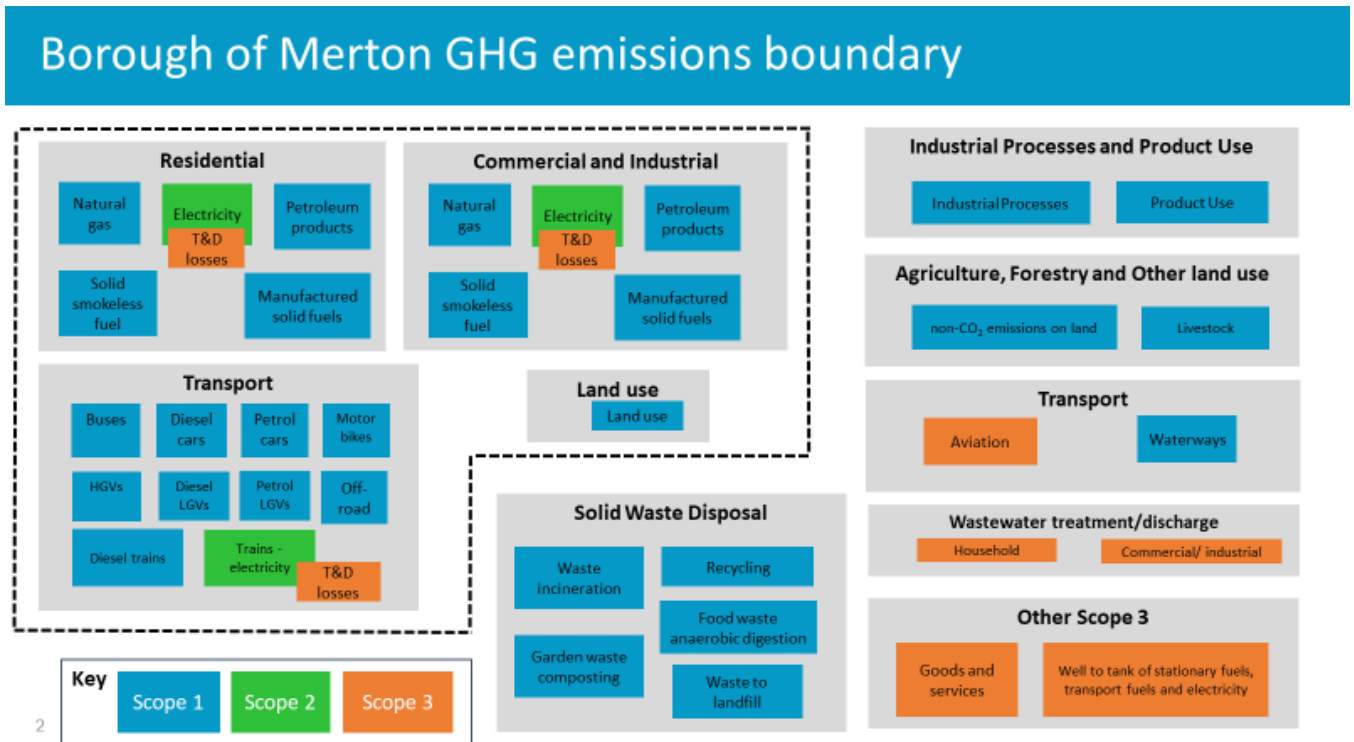 Borough of Merton GHG emissions boundary
Residential
Natural
gas
Electricity
T&D
losses
Petroleum
products
Solid
smokeless
fuel
Manufactured
solid fuels
Commercial and Industrial
Natural
gas
Electricity
T&D
losses
Petroleum
products
Solid
smokeless
fuel
Manufactured
solid fuels
Transport
Buses
Diesel
cars
Petrol
cars
Motor
bikes
HGVs
Diesel
LGVs
Petrol
LGVs
Off-
road
Diesel trains
Trains -
electricity
T&D
losses
Land use
Land use
Solid Waste Disposal
Waste
incineration
Recycling
Food waste
anaerobic digestion
Garden waste
composting
Waste to
landfill
Industrial Processes and Product Use
Industrial Processes
Product Use
Agriculture, Forestry and Other land use
non-CO₂ emissions on land
Livestock
Transport
Aviation
Waterways
Wastewater treatment/discharge
Household
Commercial/ industrial
Other Scope 3
Goods and
services
Well to tank of stationary fuels,
transport fuels and electricity
Key
Scope 1
Scope 2
Scope 3
2